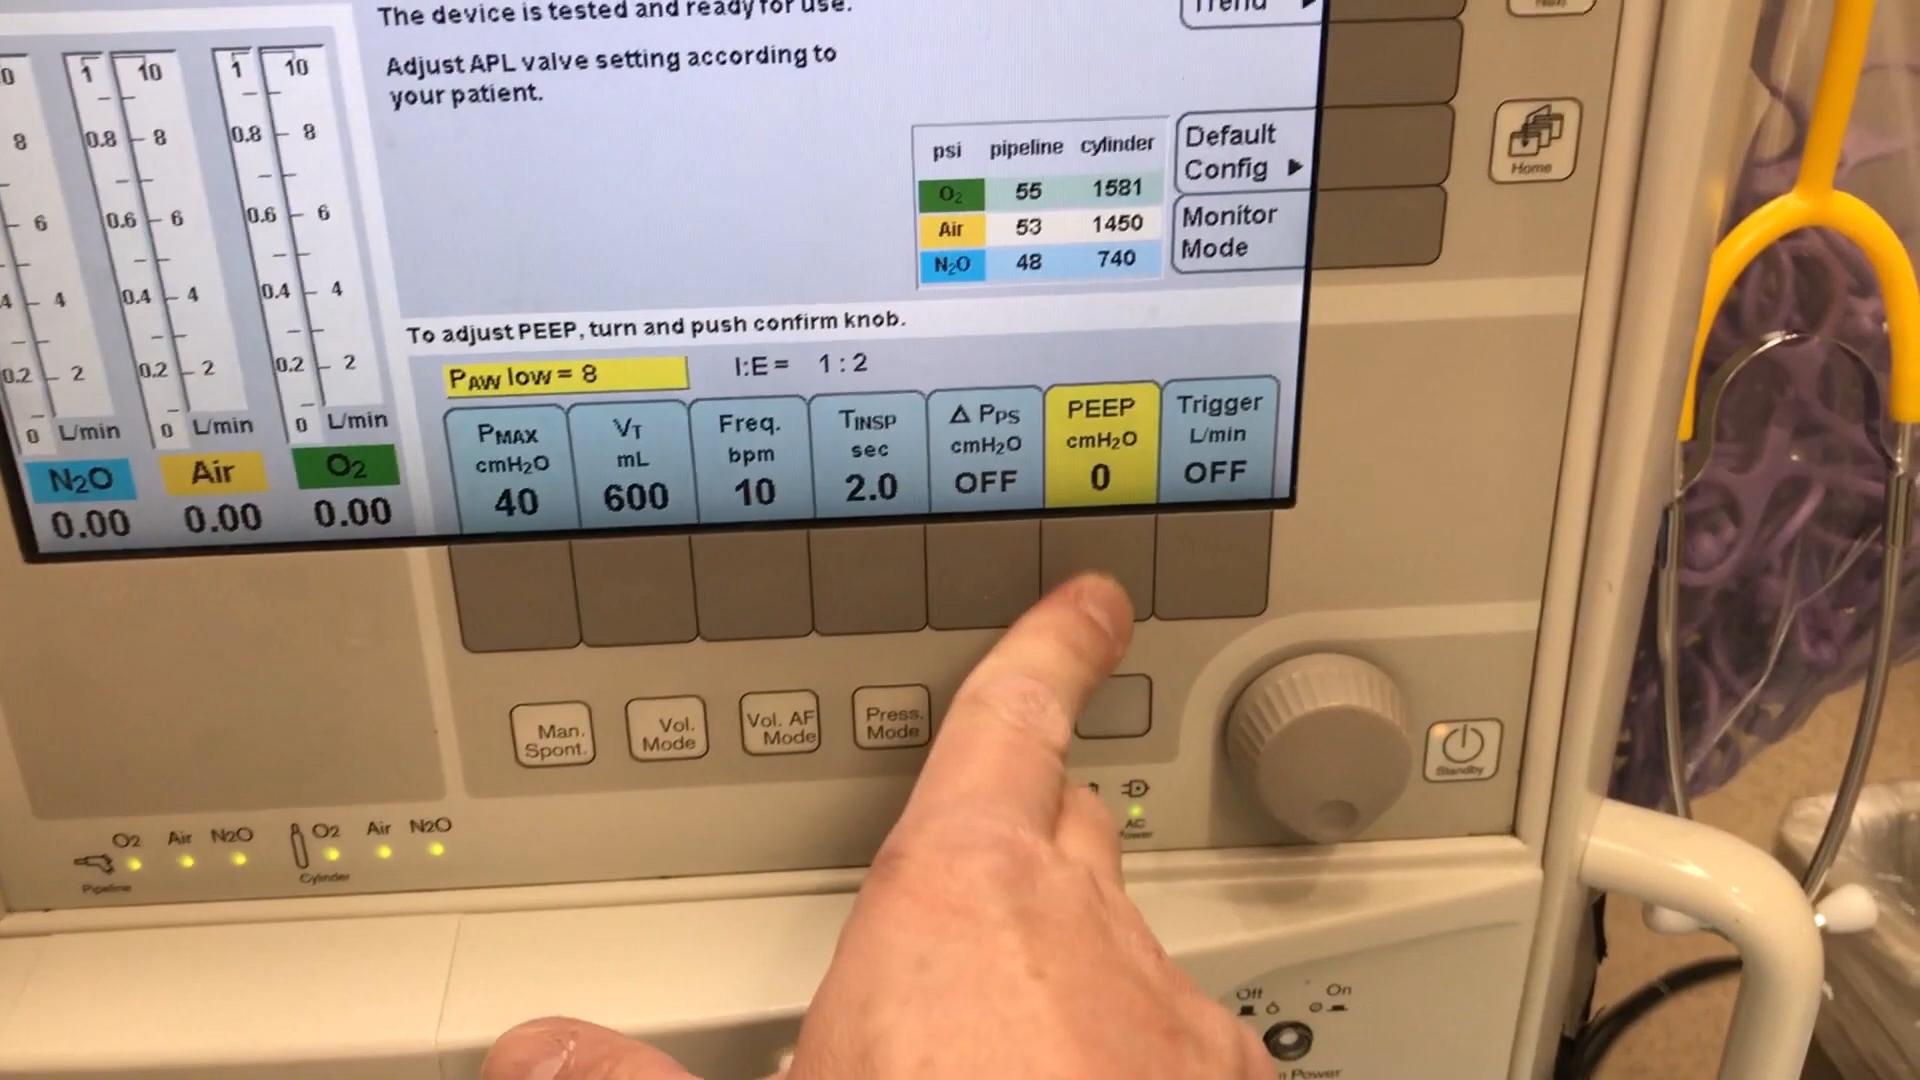 The device is tested and ready for use.
Adjust APL valve setting according to
your patient.
Trend
Default
Config
Monitor
Mode
Home
psi pipeline cylinder
O2 55 1581
Air 53 1450
N2O 48 740
0 1 10 1 10
8 0.8 8 0.8 8
6 0.6 6 0.6 6
4 4 0.4 4 0.4 4
0.2 2 0.2 2 0.2 2
0 L/min 0 L/min 0 L/min
N2O Air O2
0.00 0.00 0.00
To adjust PEEP, turn and push confirm knob.
PAW low = 8 I:E = 1 : 2
PMAX VT Freq. TINSP Δ PPS PEEP Trigger
cmH2O mL bpm sec cmH2O cmH2O L/min
40 600 10 2.0 OFF 0 OFF
Man.
Spont.
Vol.
Mode
Vol. AF
Mode
Press.
Mode
Standby
AC
Power
O2 Air N2O O2 Air N2O
Pipeline Cylinder
Off On
Power